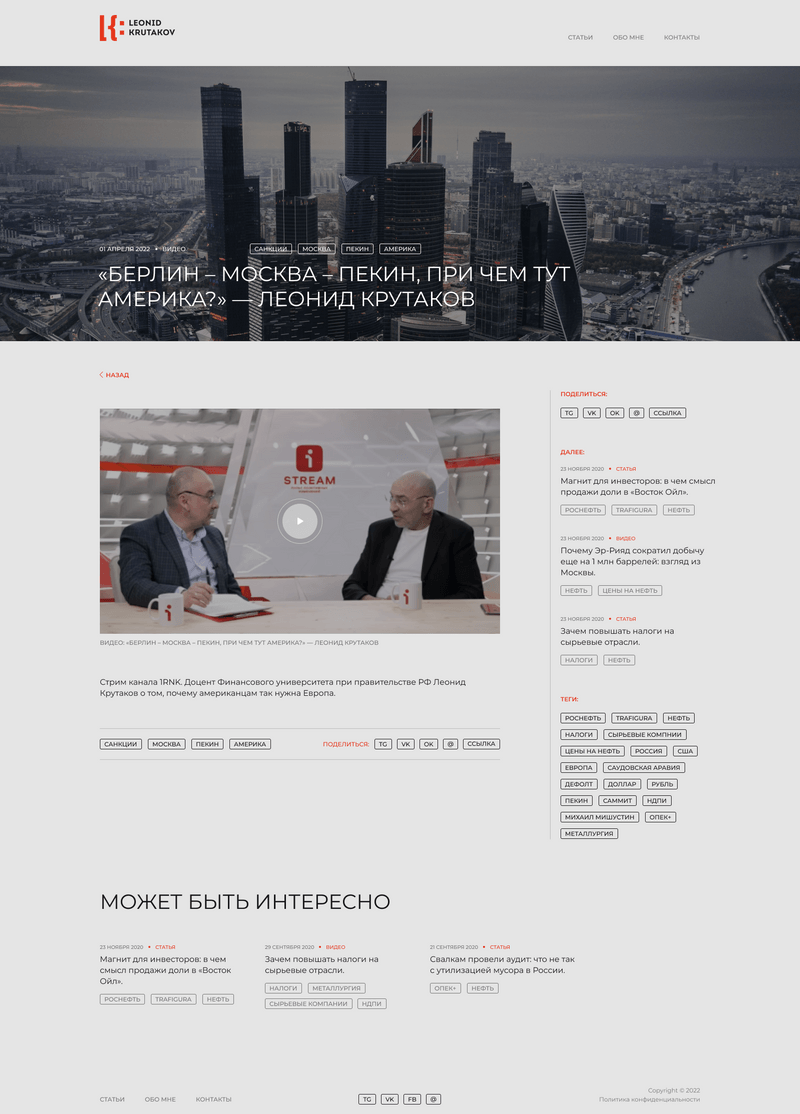 LEONID
KRUTAKOV
СТАТЬИ ОБО МНЕ КОНТАКТЫ
01 АПРЕЛЯ 2022 • ВИДЕО САНКЦИИ МОСКВА ПЕКИН АМЕРИКА
«БЕРЛИН – МОСКВА – ПЕКИН, ПРИ ЧЕМ ТУТ
АМЕРИКА?» — ЛЕОНИД КРУТАКОВ
НАЗАД
STREAM
ВИДЕО: «БЕРЛИН – МОСКВА – ПЕКИН, ПРИ ЧЕМ ТУТ АМЕРИКА?» — ЛЕОНИД КРУТАКОВ
Стрим канала 1RNK. Доцент Финансового университета при правительстве РФ Леонид
Крутаков о том, почему американцам так нужна Европа.
САНКЦИИ МОСКВА ПЕКИН АМЕРИКА ПОДЕЛИТЬСЯ: TG VK OK @ ССЫЛКА
ПОДЕЛИТЬСЯ:
TG VK OK @ ССЫЛКА
ДАЛЕЕ:
23 НОЯБРЯ 2020 • СТАТЬЯ
Магнит для инвесторов: в чем смысл
продажи доли в «Восток Ойл».
РОСНЕФТЬ TRAFIGURA НЕФТЬ
23 НОЯБРЯ 2020 • ВИДЕО
Почему Эр-Рияд сократил добычу
еще на 1 млн баррелей: взгляд из
Москвы.
НЕФТЬ ЦЕНЫ НА НЕФТЬ
23 НОЯБРЯ 2020 • СТАТЬЯ
Зачем повышать налоги на
сырьевые отрасли.
НАЛОГИ НЕФТЬ
ТЕГИ:
РОСНЕФТЬ TRAFIGURA НЕФТЬ
НАЛОГИ СЫРЬЕВЫЕ КОМПНИИ
ЦЕНЫ НА НЕФТЬ РОССИЯ США
ЕВРОПА САУДОВСКАЯ АРАВИЯ
ДЕФОЛТ ДОЛЛАР РУБЛЬ
ПЕКИН САММИТ НДПИ
МИХАИЛ МИШУСТИН ОПЕК+
МЕТАЛЛУРГИЯ
МОЖЕТ БЫТЬ ИНТЕРЕСНО
23 НОЯБРЯ 2020 • СТАТЬЯ
Магнит для инвесторов: в чем
смысл продажи доли в «Восток
Ойл».
РОСНЕФТЬ TRAFIGURA НЕФТЬ
29 СЕНТЯБРЯ 2020 • ВИДЕО
Зачем повышать налоги на
сырьевые отрасли.
НАЛОГИ МЕТАЛЛУРГИЯ
СЫРЬЕВЫЕ КОМПАНИИ НДПИ
21 СЕНТЯБРЯ 2020 • СТАТЬЯ
Свалкам провели аудит: что не так
с утилизацией мусора в России.
ОПЕК+ НЕФТЬ
СТАТЬИ ОБО МНЕ КОНТАКТЫ
TG VK FB @
Copyright © 2022
Политика конфиденциальности